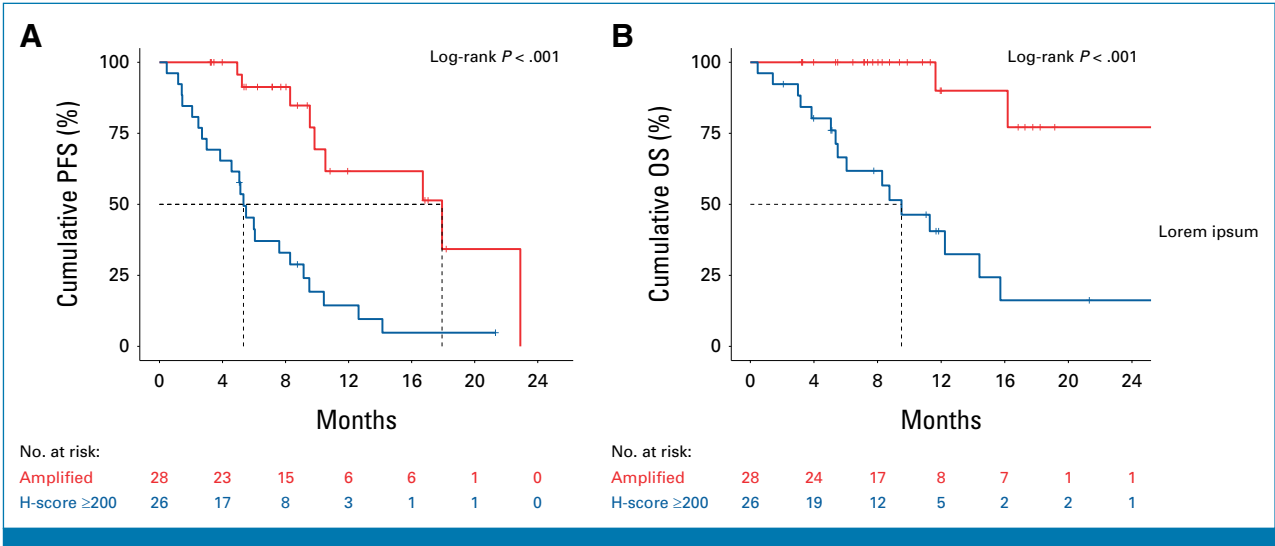 A
Log-rank P < .001
Cumulative PFS (%)
100
75
50
25
0
0 4 8 12 16 20 24
Months
No. at risk:
Amplified 28 23 15 6 6 1 0
H-score ≥200 26 17 8 3 1 1 0
B
Log-rank P < .001
Cumulative OS (%)
100
75
50
25
0
0 4 8 12 16 20 24
Months
Lorem ipsum
No. at risk:
Amplified 28 24 17 8 7 1 1
H-score ≥200 26 19 12 5 2 2 1